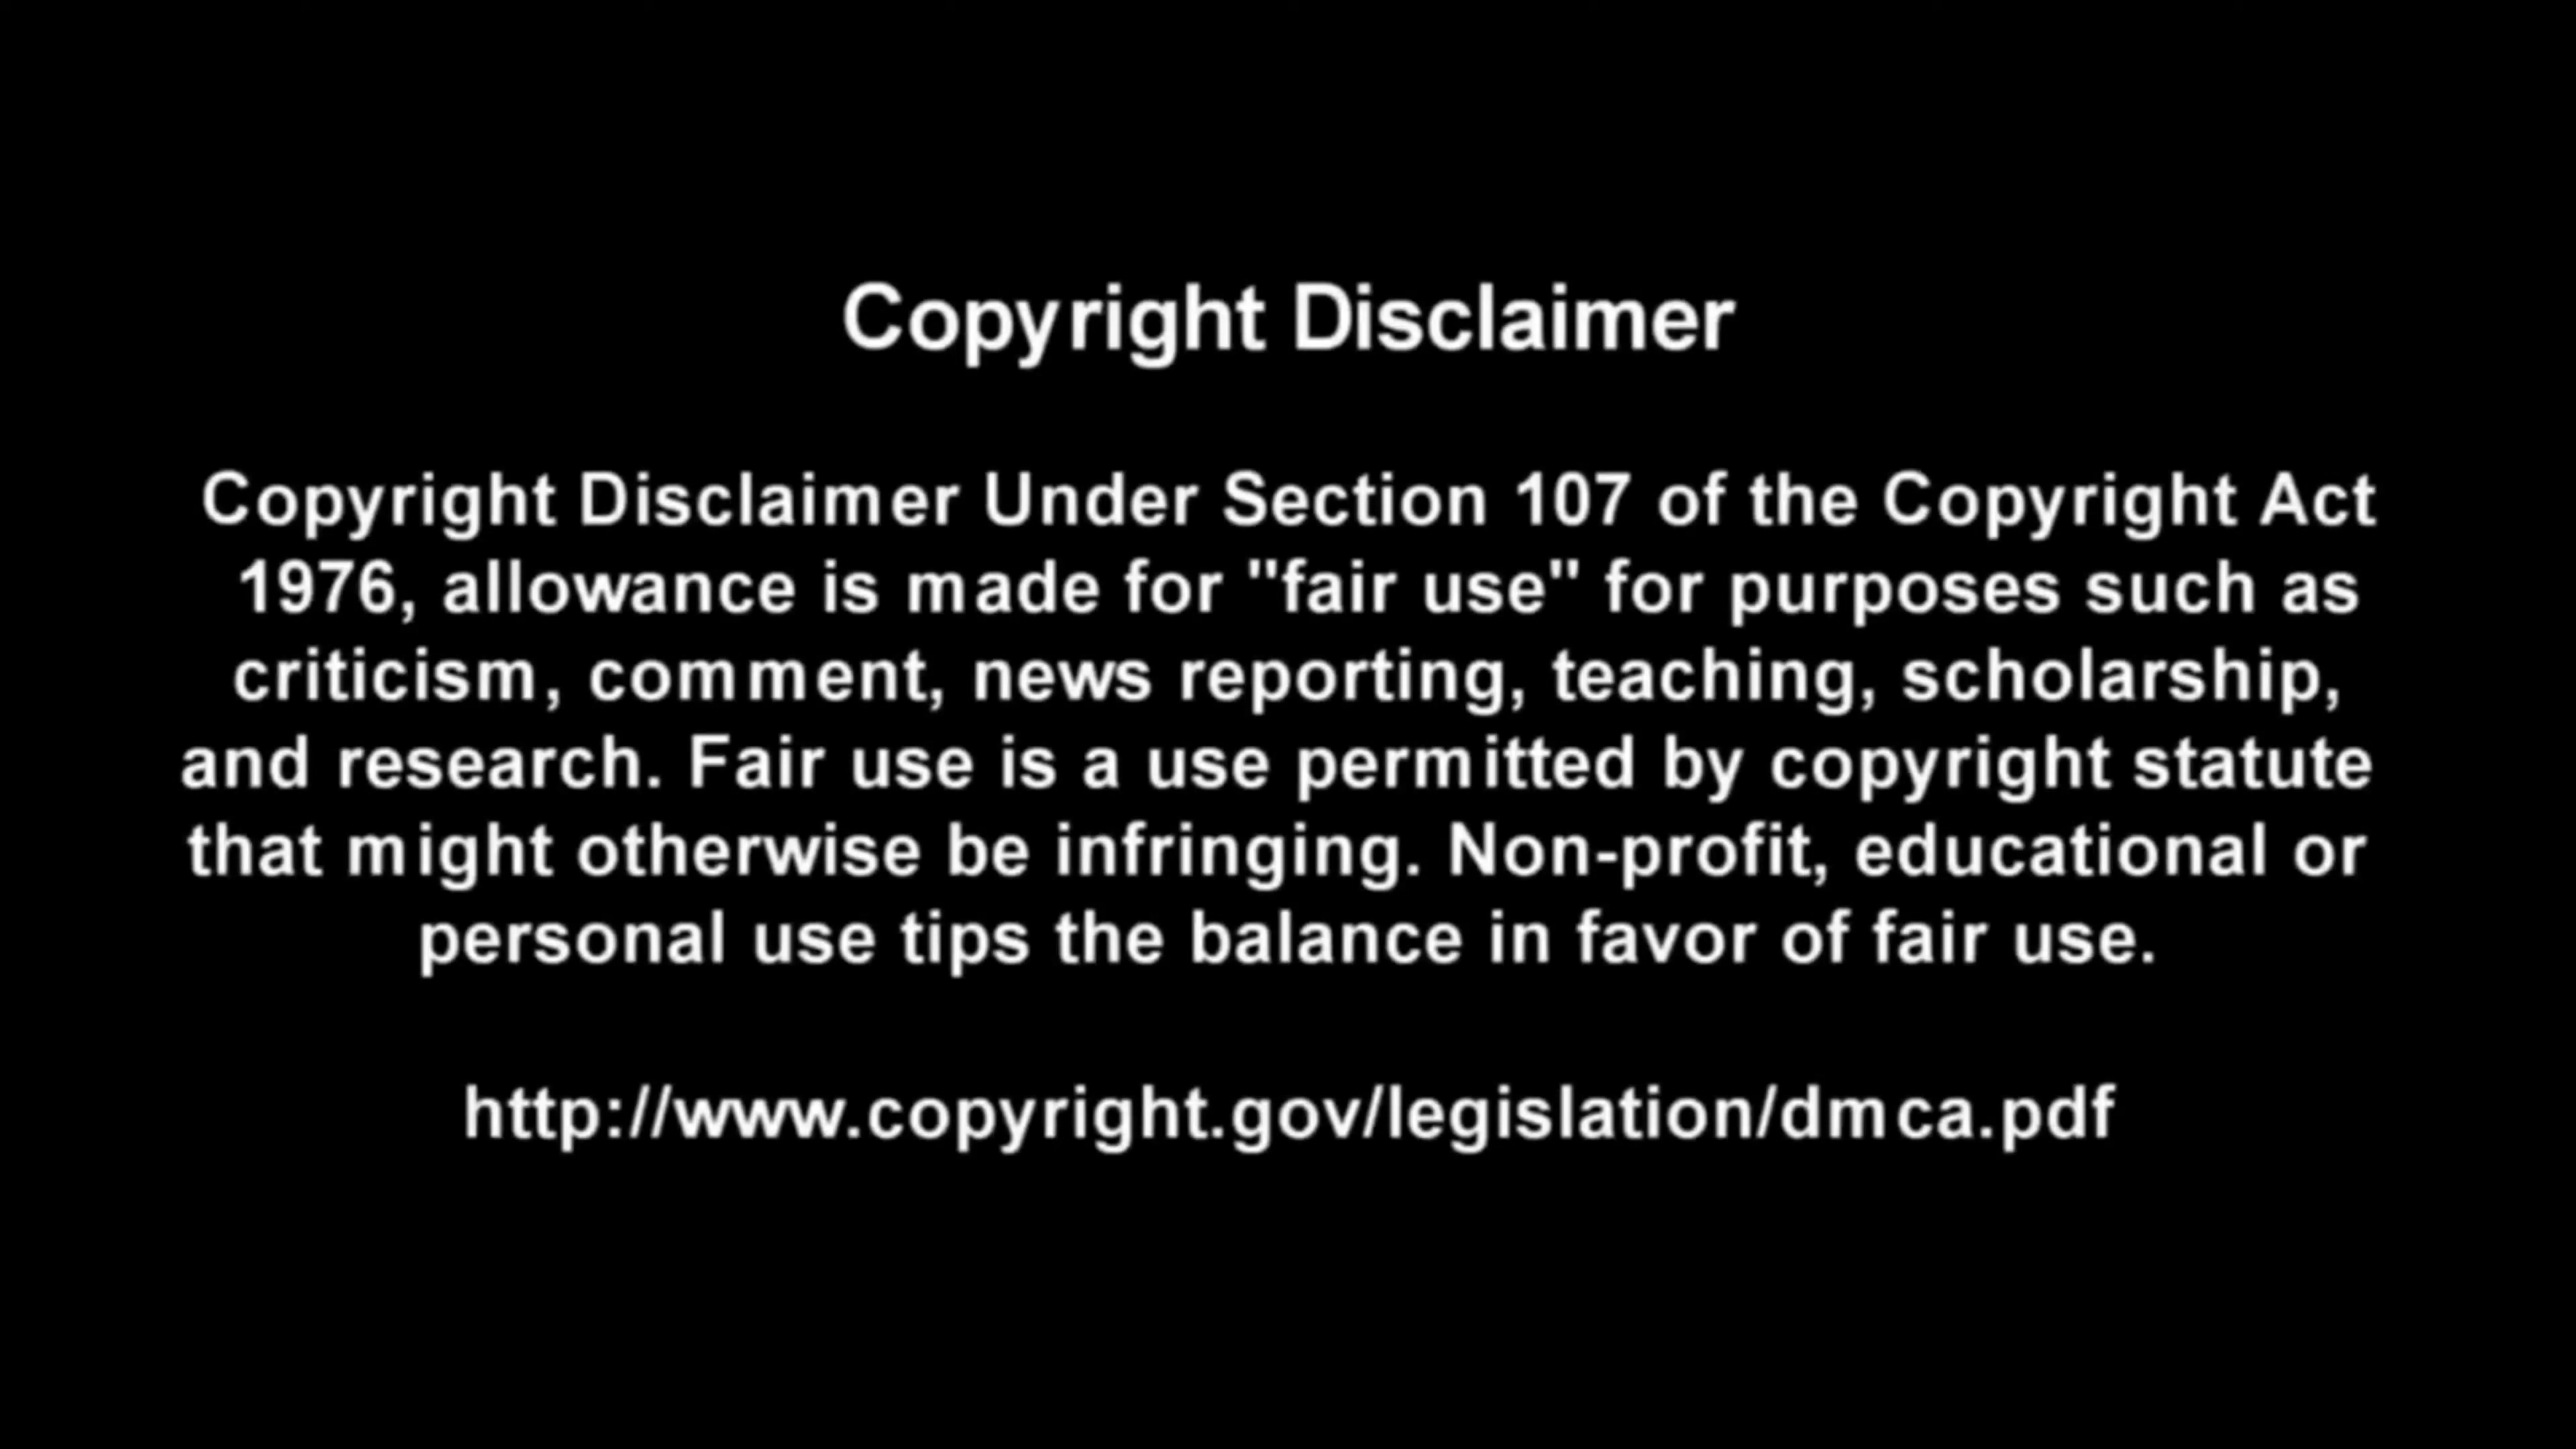 Copyright Disclaimer
Copyright Disclaimer Under Section 107 of the Copyright Act
1976, allowance is made for "fair use" for purposes such as
criticism, comment, news reporting, teaching, scholarship,
and research. Fair use is a use permitted by copyright statute
that might otherwise be infringing. Non-profit, educational or
personal use tips the balance in favor of fair use.
http://www.copyright.gov/legislation/dmca.pdf